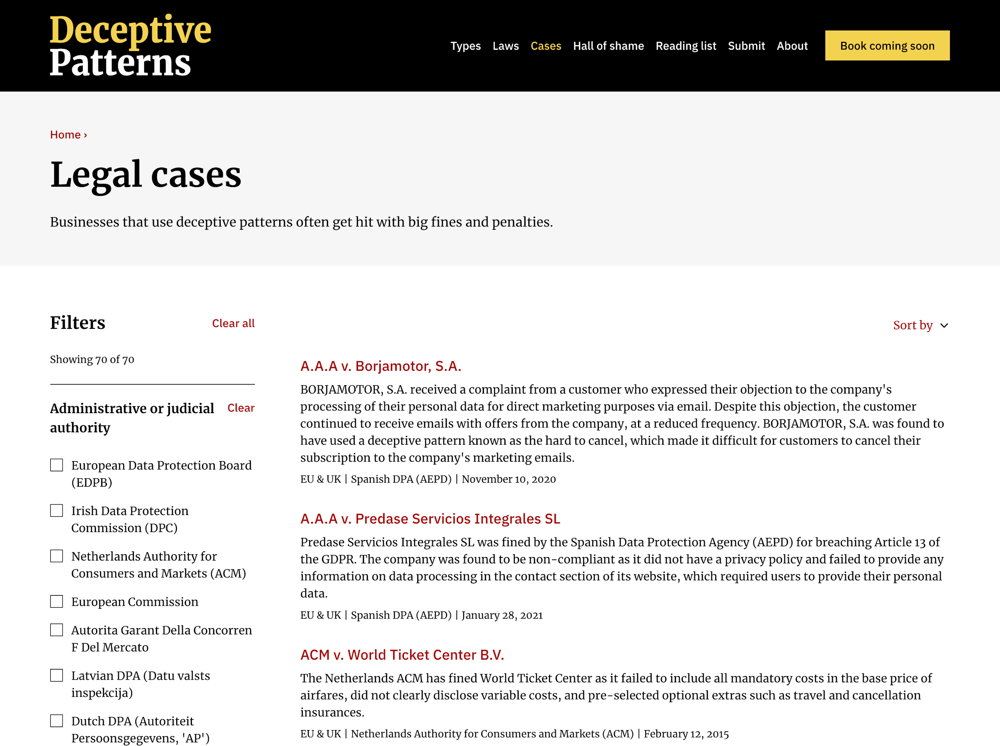 Deceptive
Patterns
Types Laws Cases Hall of shame Reading list Submit About Book coming soon
Home ›
Legal cases
Businesses that use deceptive patterns often get hit with big fines and penalties.
Filters Clear all
Showing 70 of 70
Administrative or judicial Clear
authority
European Data Protection Board
(EDPB)
Irish Data Protection
Commission (DPC)
Netherlands Authority for
Consumers and Markets (ACM)
European Commission
Autorita Garant Della Concorren
F Del Mercato
Latvian DPA (Datu valsts
inspekcija)
Dutch DPA (Autoriteit
Persoonsgegevens, 'AP')
Sort by
A.A.A v. Borjamotor, S.A.
BORJAMOTOR, S.A. received a complaint from a customer who expressed their objection to the company's
processing of their personal data for direct marketing purposes via email. Despite this objection, the customer
continued to receive emails with offers from the company, at a reduced frequency. BORJAMOTOR, S.A. was found to
have used a deceptive pattern known as the hard to cancel, which made it difficult for customers to cancel their
subscription to the company's marketing emails.
EU & UK | Spanish DPA (AEPD) | November 10, 2020
A.A.A v. Predase Servicios Integrales SL
Predase Servicios Integrales SL was fined by the Spanish Data Protection Agency (AEPD) for breaching Article 13 of
the GDPR. The company was found to be non-compliant as it did not have a privacy policy and failed to provide any
information on data processing in the contact section of its website, which required users to provide their personal
data.
EU & UK | Spanish DPA (AEPD) | January 28, 2021
ACM v. World Ticket Center B.V.
The Netherlands ACM has fined World Ticket Center as it failed to include all mandatory costs in the base price of
airfares, did not clearly disclose variable costs, and pre-selected optional extras such as travel and cancellation
insurances.
EU & UK | Netherlands Authority for Consumers and Markets (ACM) | February 12, 2015